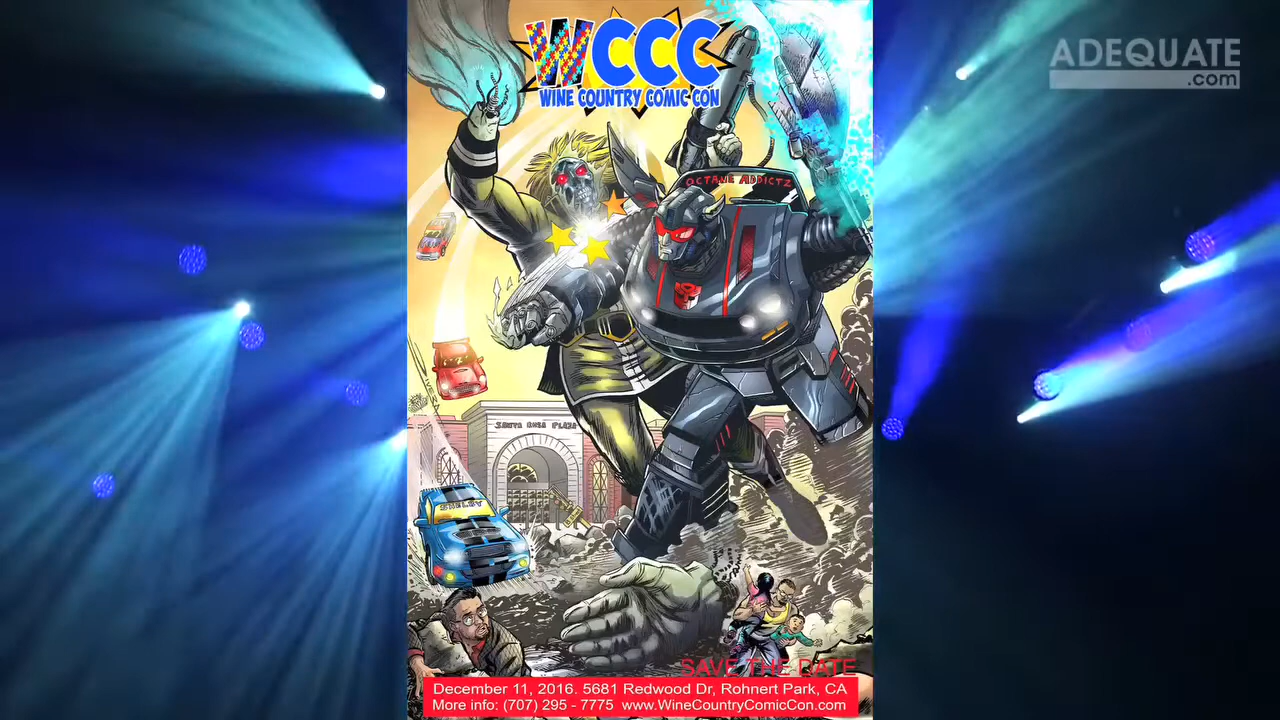 WCCC
WINE COUNTRY COMIC CON
ADEQUATE
.com
OCTANE ADDICTZ
SANTA ROSA PLAZA
SHELBY
SAVE THE DATE
December 11, 2016. 5681 Redwood Dr, Rohnert Park, CA
More info: (707) 295 - 7775 www.WineCountryComicCon.com